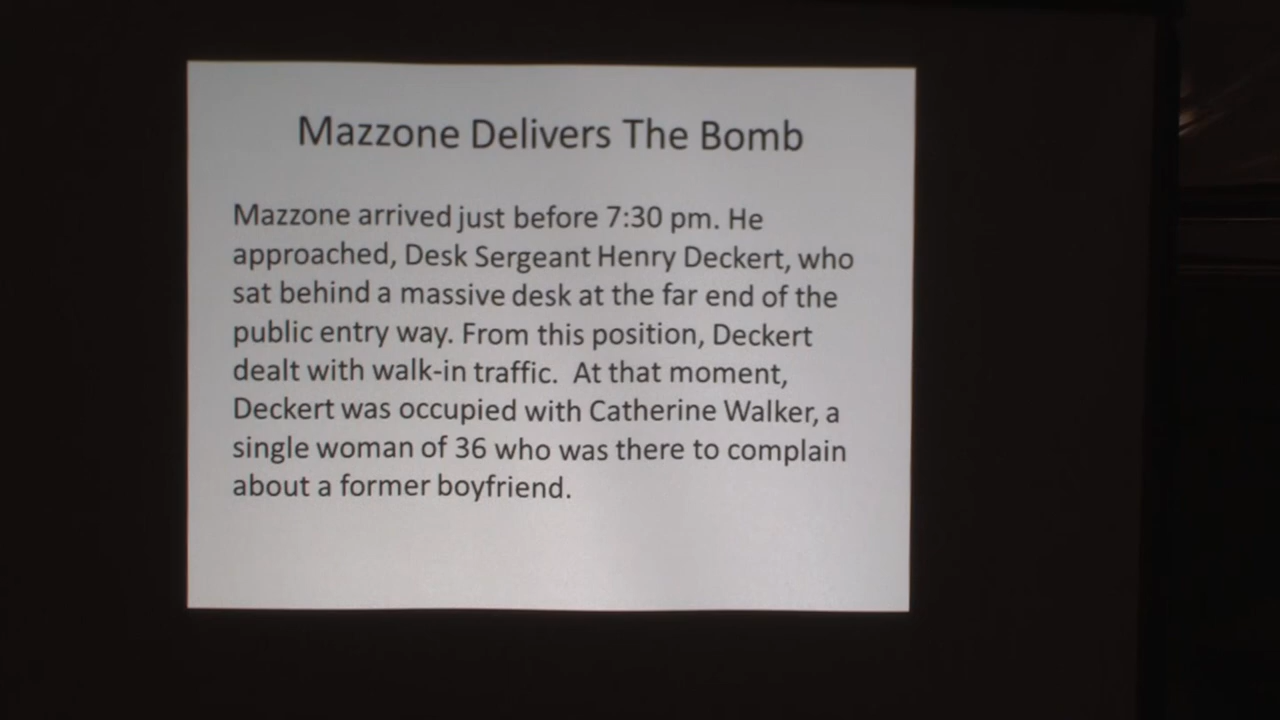 Mazzone Delivers The Bomb
Mazzone arrived just before 7:30 pm. He
approached, Desk Sergeant Henry Deckert, who
sat behind a massive desk at the far end of the
public entry way. From this position, Deckert
dealt with walk-in traffic.  At that moment,
Deckert was occupied with Catherine Walker, a
single woman of 36 who was there to complain
about a former boyfriend.